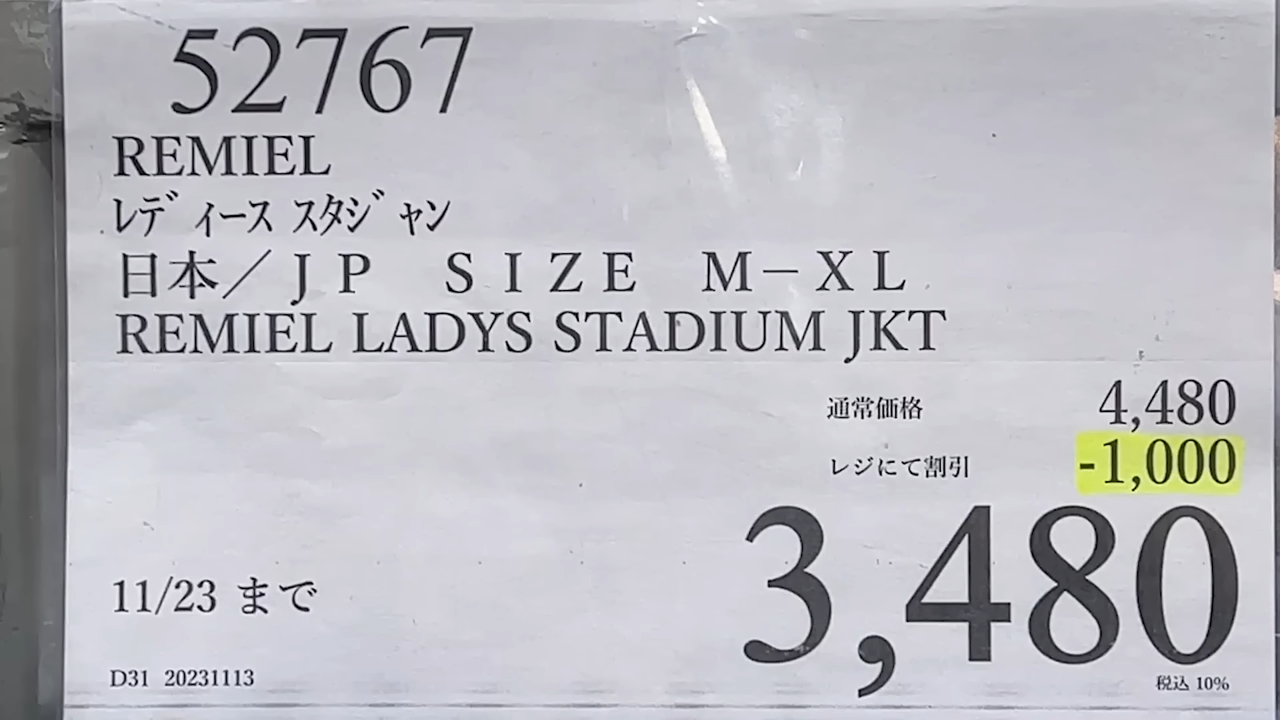 52767
REMIEL
ﾚﾃﾞｨｰｽ ｽﾀｼﾞｬﾝ
日本／ＪＰ　ＳＩＺＥ　Ｍ－ＸＬ
REMIEL LADYS STADIUM JKT
通常価格 4,480
レジにて割引 -1,000
3,480
11/23 まで
D31 20231113
税込 10%